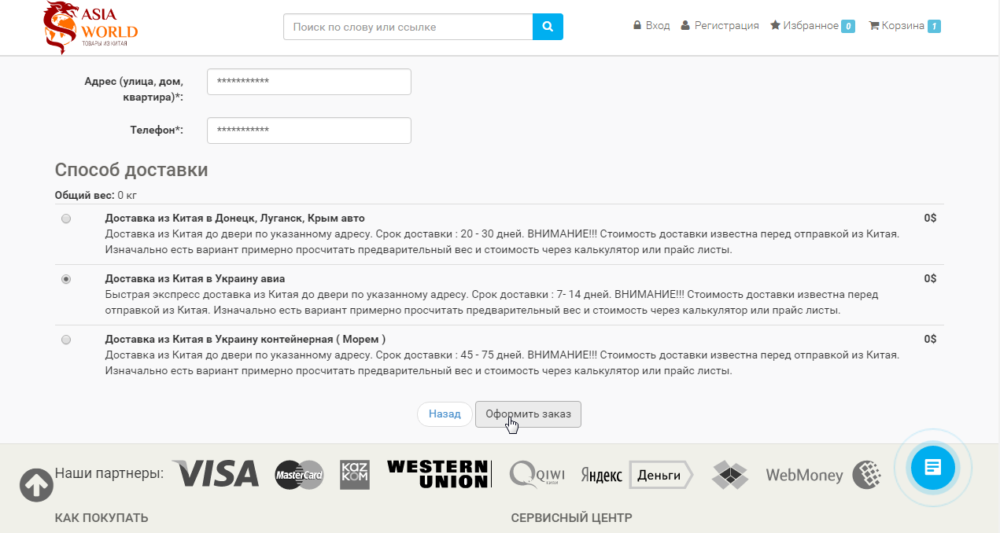 ASIA
WORLD
ТОВАРЫ ИЗ КИТАЯ
Поиск по слову или ссылке
Вход Регистрация Избранное 0 Корзина 1
Адрес (улица, дом,
квартира)*:
***********
Телефон*:
***********
Способ доставки
Общий вес: 0 кг
Доставка из Китая в Донецк, Луганск, Крым авто 0$
Доставка из Китая до двери по указанному адресу. Срок доставки : 20 - 30 дней. ВНИМАНИЕ!!! Стоимость доставки известна перед отправкой из Китая.
Изначально есть вариант примерно просчитать предварительный вес и стоимость через калькулятор или прайс листы.
Доставка из Китая в Украину авиа 0$
Быстрая экспресс доставка из Китая до двери по указанному адресу. Срок доставки : 7- 14 дней. ВНИМАНИЕ!!! Стоимость доставки известна перед
отправкой из Китая. Изначально есть вариант примерно просчитать предварительный вес и стоимость через калькулятор или прайс листы.
Доставка из Китая в Украину контейнерная ( Морем ) 0$
Доставка из Китая до двери по указанному адресу. Срок доставки : 45 - 75 дней. ВНИМАНИЕ!!! Стоимость доставки известна перед отправкой из Китая.
Изначально есть вариант примерно просчитать предварительный вес и стоимость через калькулятор или прайс листы.
Назад Оформить заказ
Наши партнеры: VISA MasterCard KAZ KOM WESTERN UNION QIWI КИВИ Яндекс Деньги WebMoney
КАК ПОКУПАТЬ СЕРВИСНЫЙ ЦЕНТР